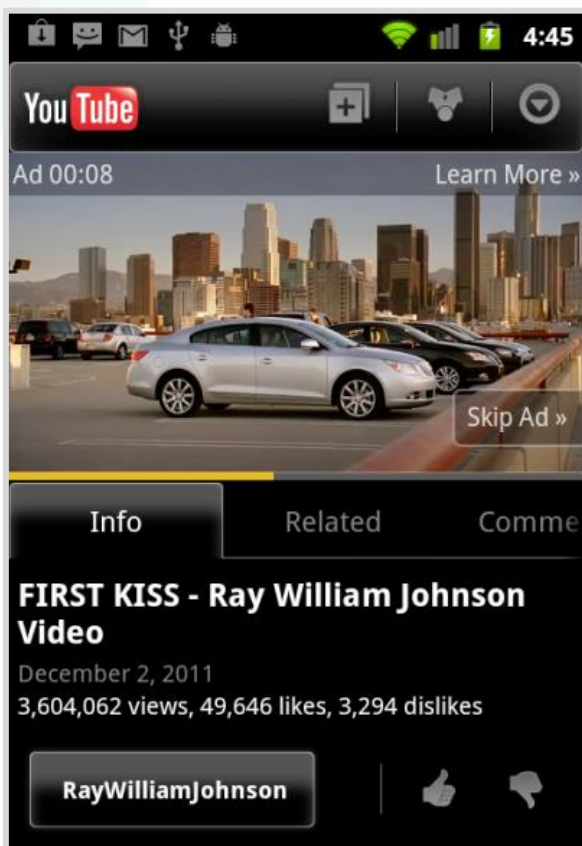 4:45
YouTube
Ad 00:08
Learn More »
Skip Ad »
Info
Related
Comme
FIRST KISS - Ray William Johnson
Video
December 2, 2011
3,604,062 views, 49,646 likes, 3,294 dislikes
RayWilliamJohnson